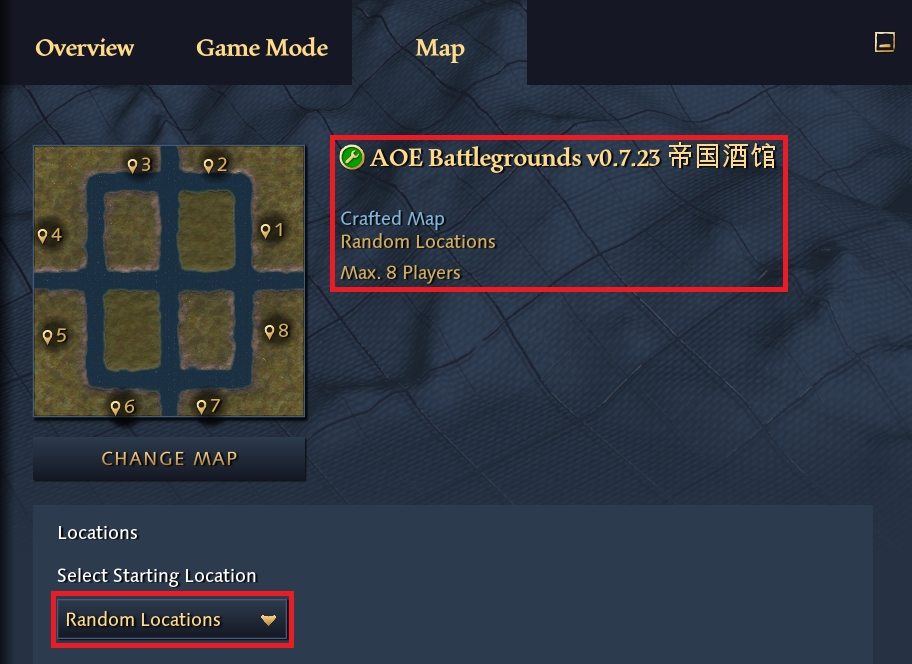 Overview Game Mode Map
3 2
4 1
5 8
6 7
AOE Battlegrounds v0.7.23 帝国酒馆
Crafted Map
Random Locations
Max. 8 Players
CHANGE MAP
Locations
Select Starting Location
Random Locations